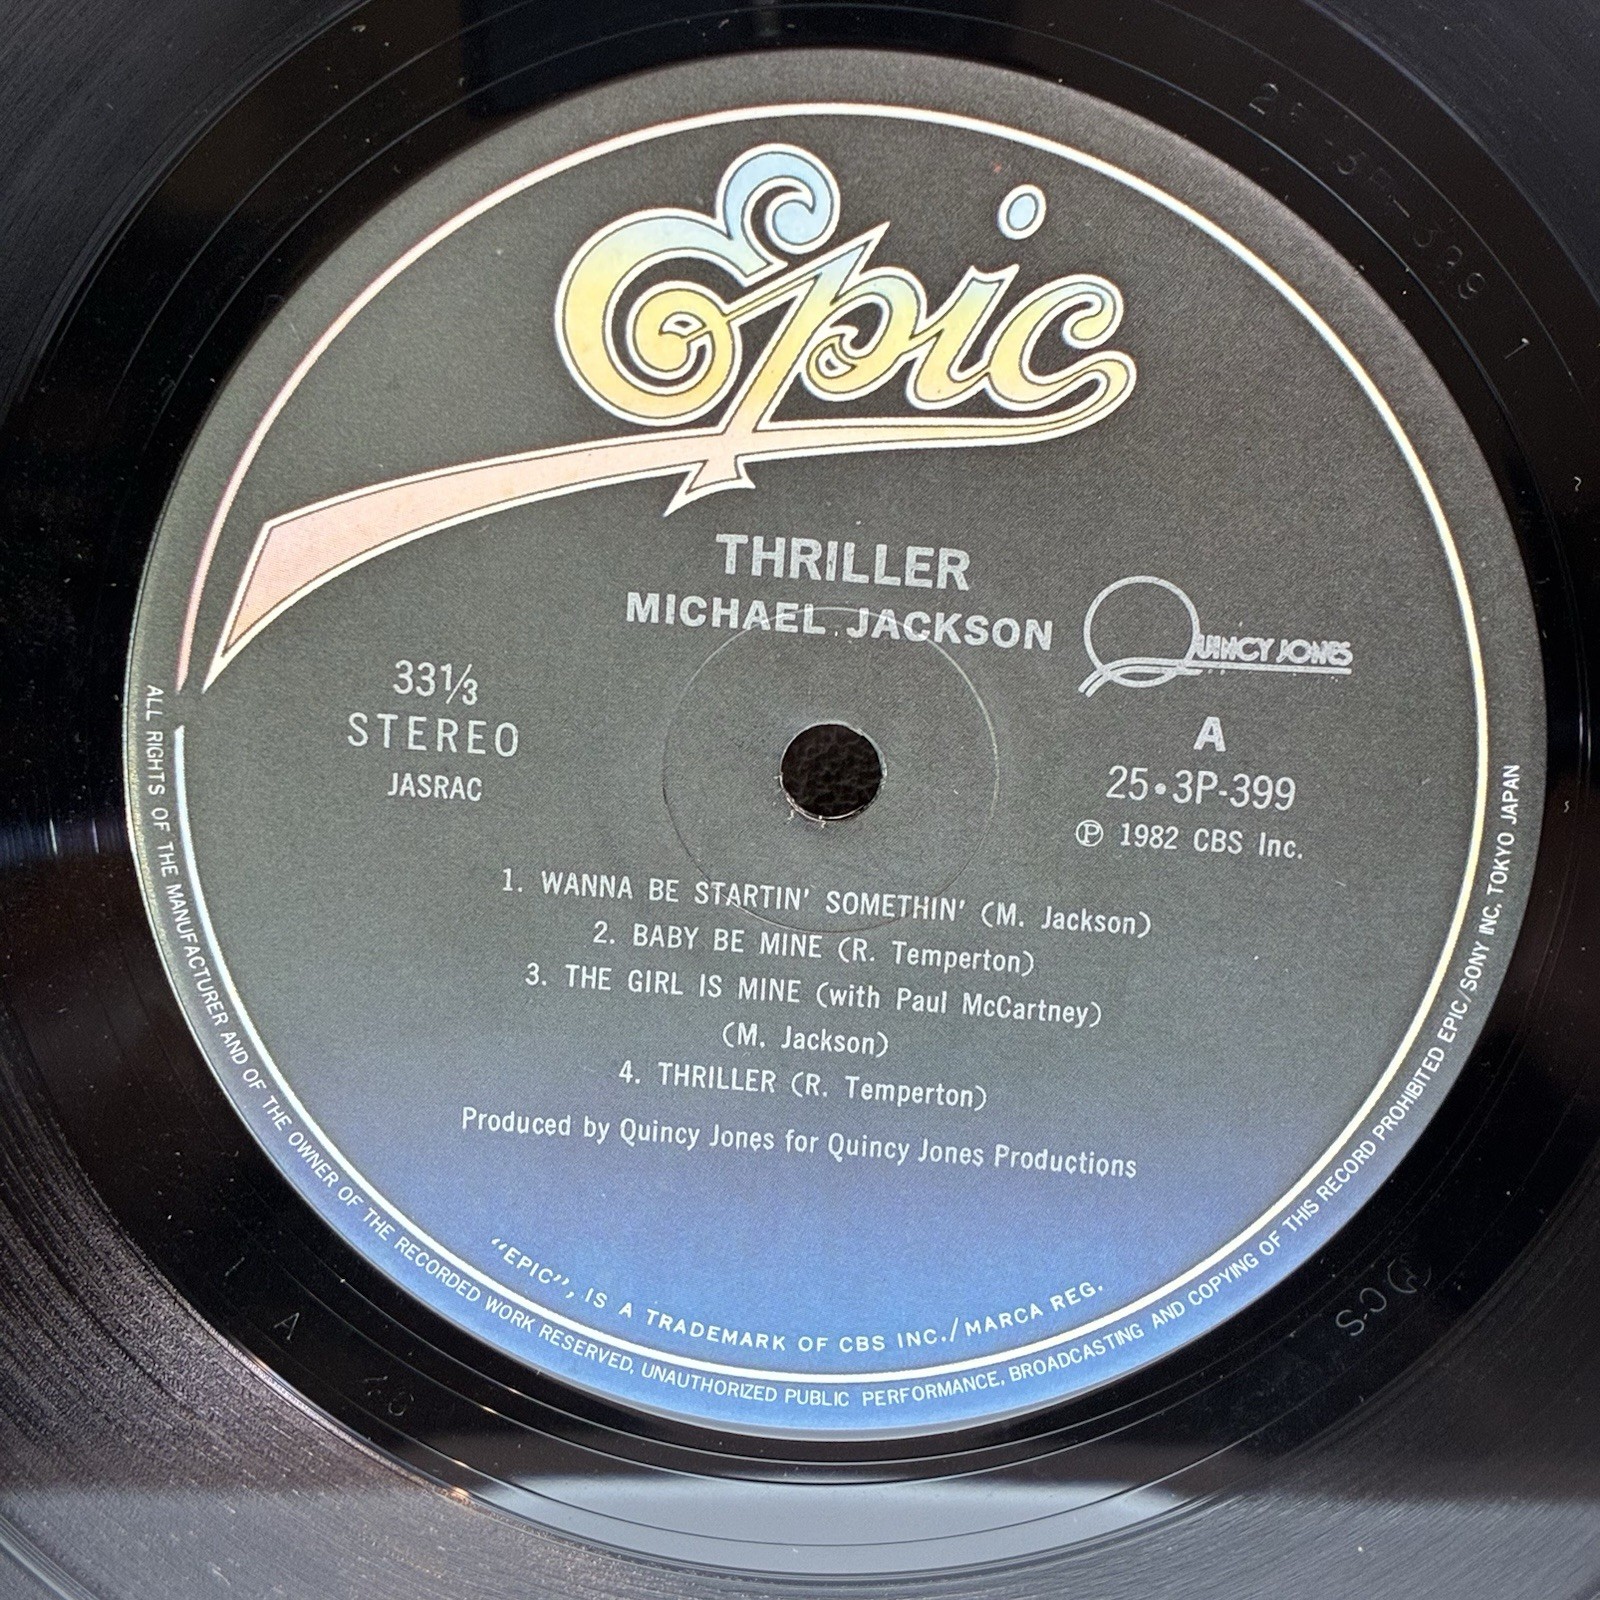 Epic
THRILLER
MICHAEL JACKSON
QUINCY JONES
33⅓
STEREO
JASRAC
A
25•3P-399
℗ 1982 CBS Inc.
1. WANNA BE STARTIN' SOMETHIN' (M. Jackson)
2. BABY BE MINE (R. Temperton)
3. THE GIRL IS MINE (with Paul McCartney)
(M. Jackson)
4. THRILLER (R. Temperton)
Produced by Quincy Jones for Quincy Jones Productions
"EPIC", IS A TRADEMARK OF CBS INC./MARCA REG.
ALL RIGHTS OF THE MANUFACTURER AND OF THE OWNER OF THE RECORDED WORK RESERVED. UNAUTHORIZED PUBLIC PERFORMANCE, BROADCASTING AND COPYING OF THIS RECORD PROHIBITED EPIC/SONY INC, TOKYO JAPAN
1 A